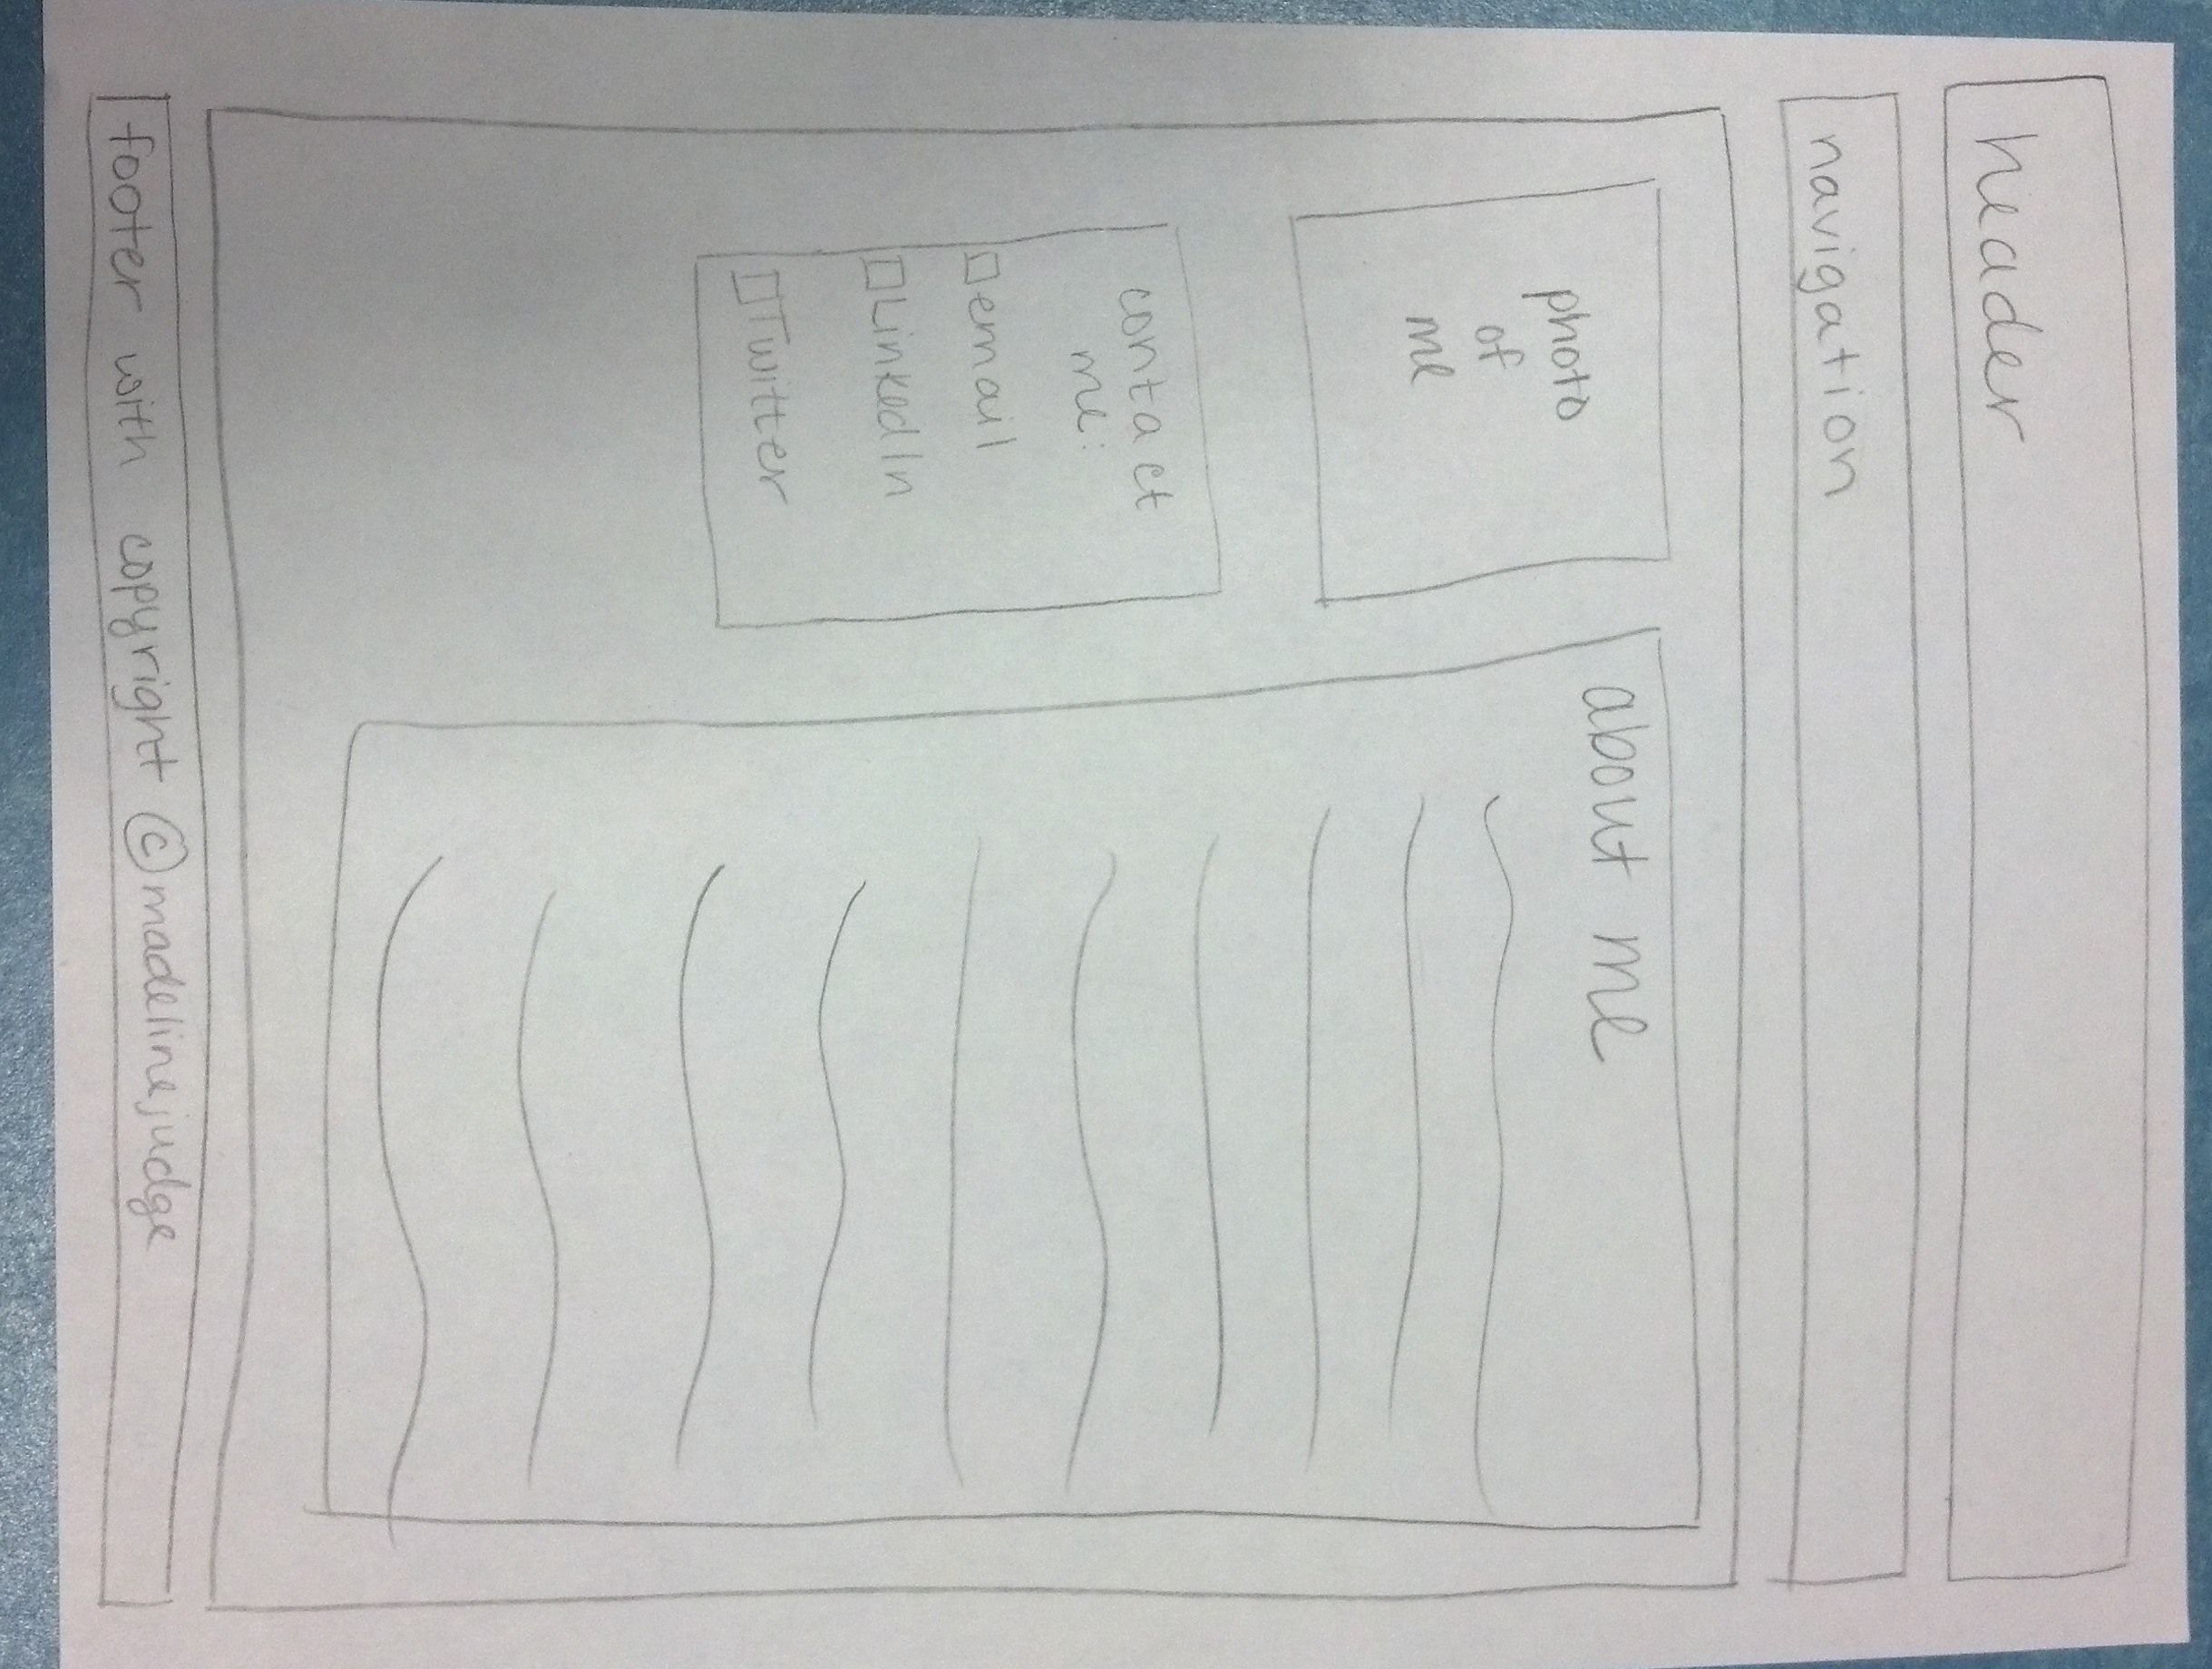 header
navigation
photo
of
me
contact
me:
email
LinkedIn
Twitter
about me
footer with copyright ©madelinejudge